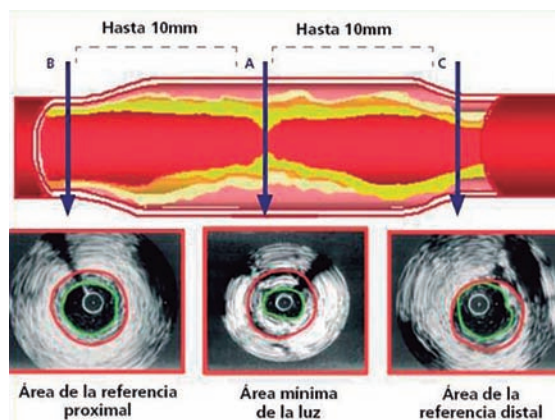 Hasta 10mm
Hasta 10mm
B
A
C
Área de la referencia
proximal
Área mínima
de la luz
Área de la
referencia distal